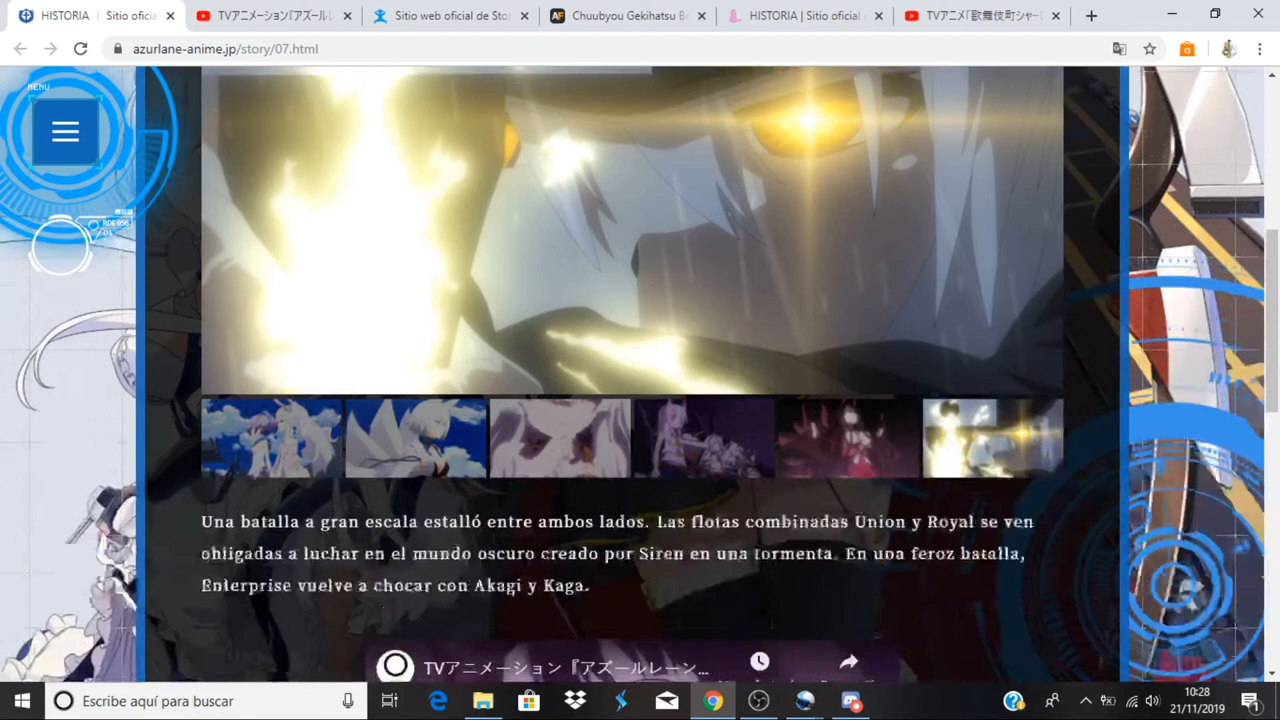 HISTORIA | Sitio oficia
TVアニメーション『アズールレ
Sitio web oficial de Stor
Chuubyou Gekihatsu Bo
HISTORIA | Sitio oficial
TVアニメ「歌舞伎町シャーロ
azurlane-anime.jp/story/07.html
MENU
Una batalla a gran escala estalló entre ambos lados. Las flotas combinadas Union y Royal se ven
obligadas a luchar en el mundo oscuro creado por Siren en una tormenta. En una feroz batalla,
Enterprise vuelve a chocar con Akagi y Kaga.
TVアニメーション『アズールレーン...
Escribe aquí para buscar
10:28
21/11/2019
1